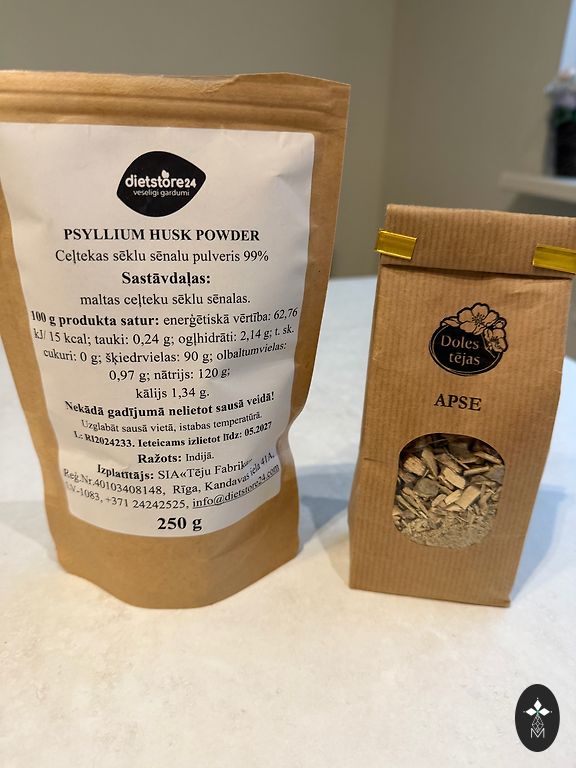 dietstore24
veselīgi gardumi
PSYLLIUM HUSK POWDER
Ceļtekas sēklu sēnalu pulveris 99%
Sastāvdaļas:
maltas ceļteku sēklu sēnalas.
100 g produkta satur: enerģētiskā vērtība: 62,76
kJ/ 15 kcal; tauki: 0,24 g; ogļhidrāti: 2,14 g; t. sk.
cukuri: 0 g; šķiedrvielas: 90 g; olbaltumvielas:
0,97 g; nātrijs: 120 g;
kālijs 1,34 g.
Nekādā gadījumā nelietot sausā veidā!
Uzglabāt sausā vietā, istabas temperatūrā.
L: RI2024233. Ieteicams izlietot līdz: 05.2027
Ražots: Indijā.
Izplatītājs: SIA«Tēju Fabrika»
Reģ.Nr.40103408148, Rīga, Kandavas iela 41A,
LV-1083, +371 24242525, info@dietstore24.com
250 g
Doles
tējas
APSE
M